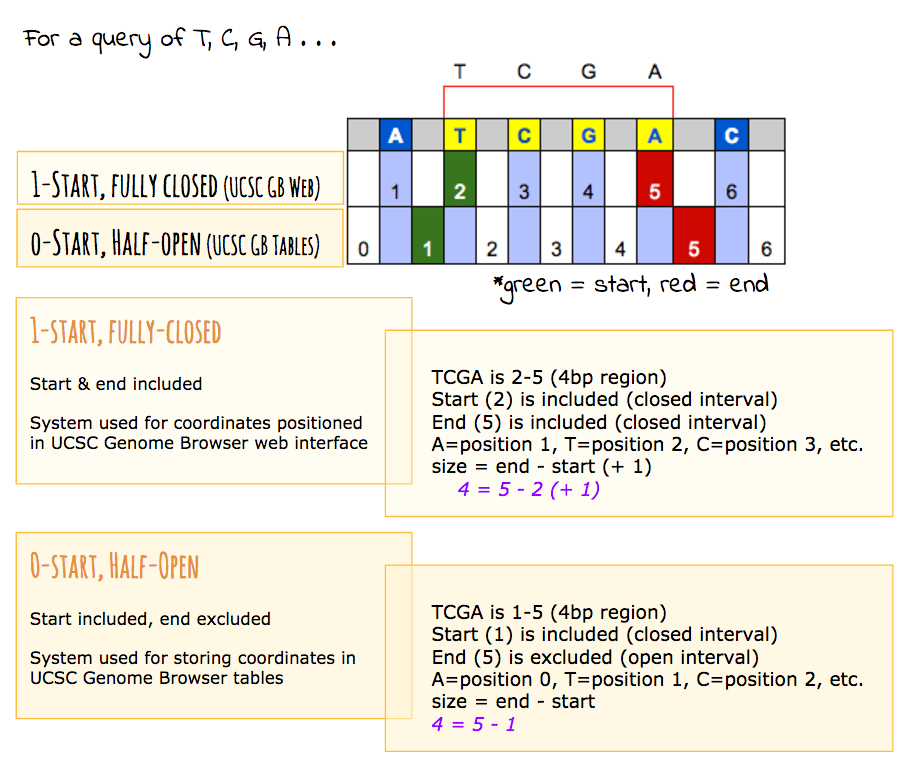 For a query of T, C, G, A . . .
T C G A
A T C G A C
1-Start, fully closed (UCSC GB Web)
1 2 3 4 5 6
0-Start, Half-open (UCSC GB Tables)
0 1 2 3 4 5 6
*green = start, red = end
1-start, fully-closed
Start & end included
System used for coordinates positioned
in UCSC Genome Browser web interface
TCGA is 2-5 (4bp region)
Start (2) is included (closed interval)
End (5) is included (closed interval)
A=position 1, T=position 2, C=position 3, etc.
size = end - start (+ 1)
4 = 5 - 2 (+ 1)
0-start, Half-Open
Start included, end excluded
System used for storing coordinates in
UCSC Genome Browser tables
TCGA is 1-5 (4bp region)
Start (1) is included (closed interval)
End (5) is excluded (open interval)
A=position 0, T=position 1, C=position 2, etc.
size = end - start
4 = 5 - 1